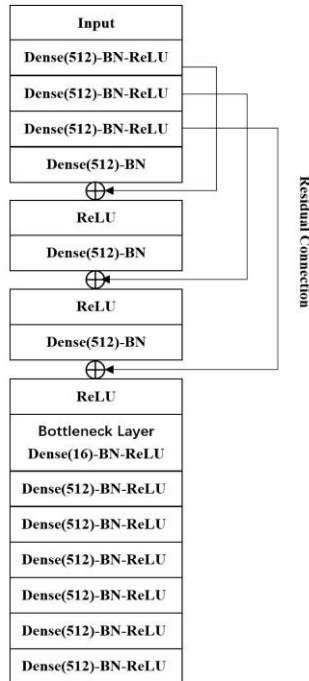 Input
Dense(512)-BN-ReLU
Dense(512)-BN-ReLU
Dense(512)-BN-ReLU
Dense(512)-BN
ReLU
Dense(512)-BN
ReLU
Dense(512)-BN
ReLU
Bottleneck Layer
Dense(16)-BN-ReLU
Dense(512)-BN-ReLU
Dense(512)-BN-ReLU
Dense(512)-BN-ReLU
Dense(512)-BN-ReLU
Dense(512)-BN-ReLU
Dense(512)-BN-ReLU
Residual Connection